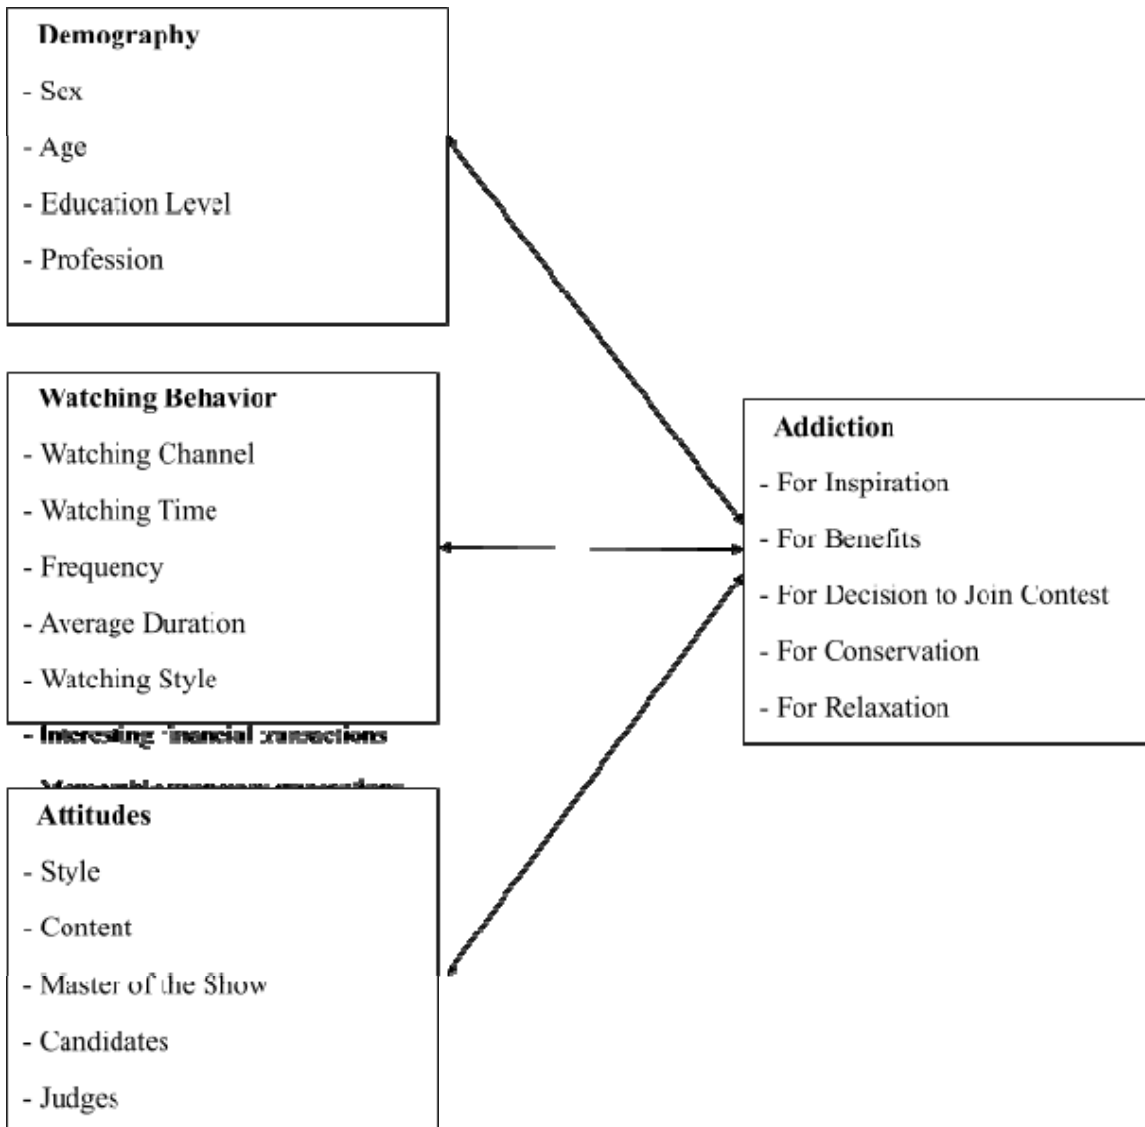 Demography
- Sex
- Age
- Education Level
- Profession
Watching Behavior
- Watching Channel
- Watching Time
- Frequency
- Average Duration
- Watching Style
- Interesting financial transactions
Attitudes
- Style
- Content
- Master of the Show
- Candidates
- Judges
Addiction
- For Inspiration
- For Benefits
- For Decision to Join Contest
- For Conservation
- For Relaxation